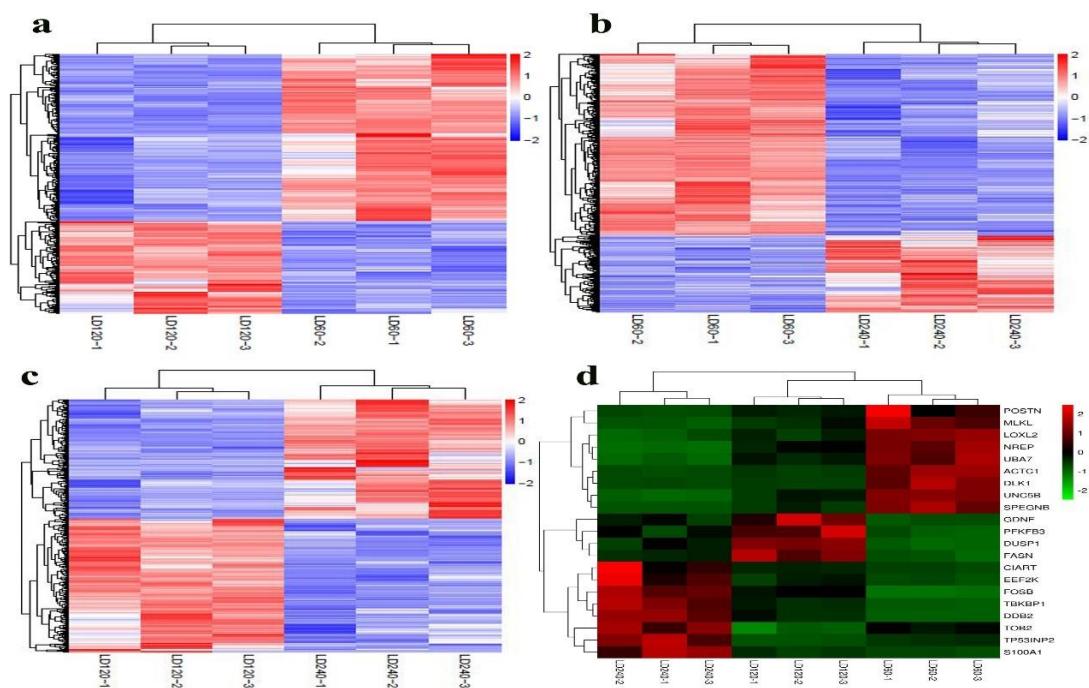 a
2
1
0
-1
-2
LD120-1
LD120-2
LD120-3
LD60-2
LD60-1
LD60-3
b
2
1
0
-1
-2
LD60-2
LD60-1
LD60-3
LD240-1
LD240-2
LD240-3
c
2
1
0
-1
-2
LD120-1
LD120-2
LD120-3
LD240-1
LD240-2
LD240-3
d
POSTN
MLKL
LOXL2
NREP
UBA7
ACTC1
DLK1
UNC5B
SPEGNB
GDNF
PFKFB3
DUSP1
FASN
CIART
EEF2K
FOSB
TBKBP1
DDB2
TOB2
TP53INP2
S100A1
2
1
0
-1
-2
LD240-2
LD240-1
LD240-3
LD120-1
LD120-2
LD120-3
LD60-1
LD60-2
LD60-3